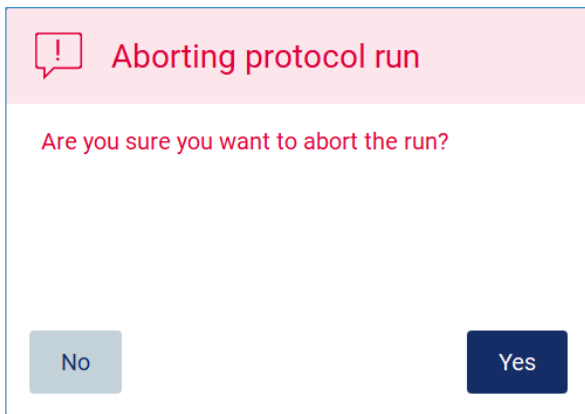 Aborting protocol run
Are you sure you want to abort the run?
No
Yes